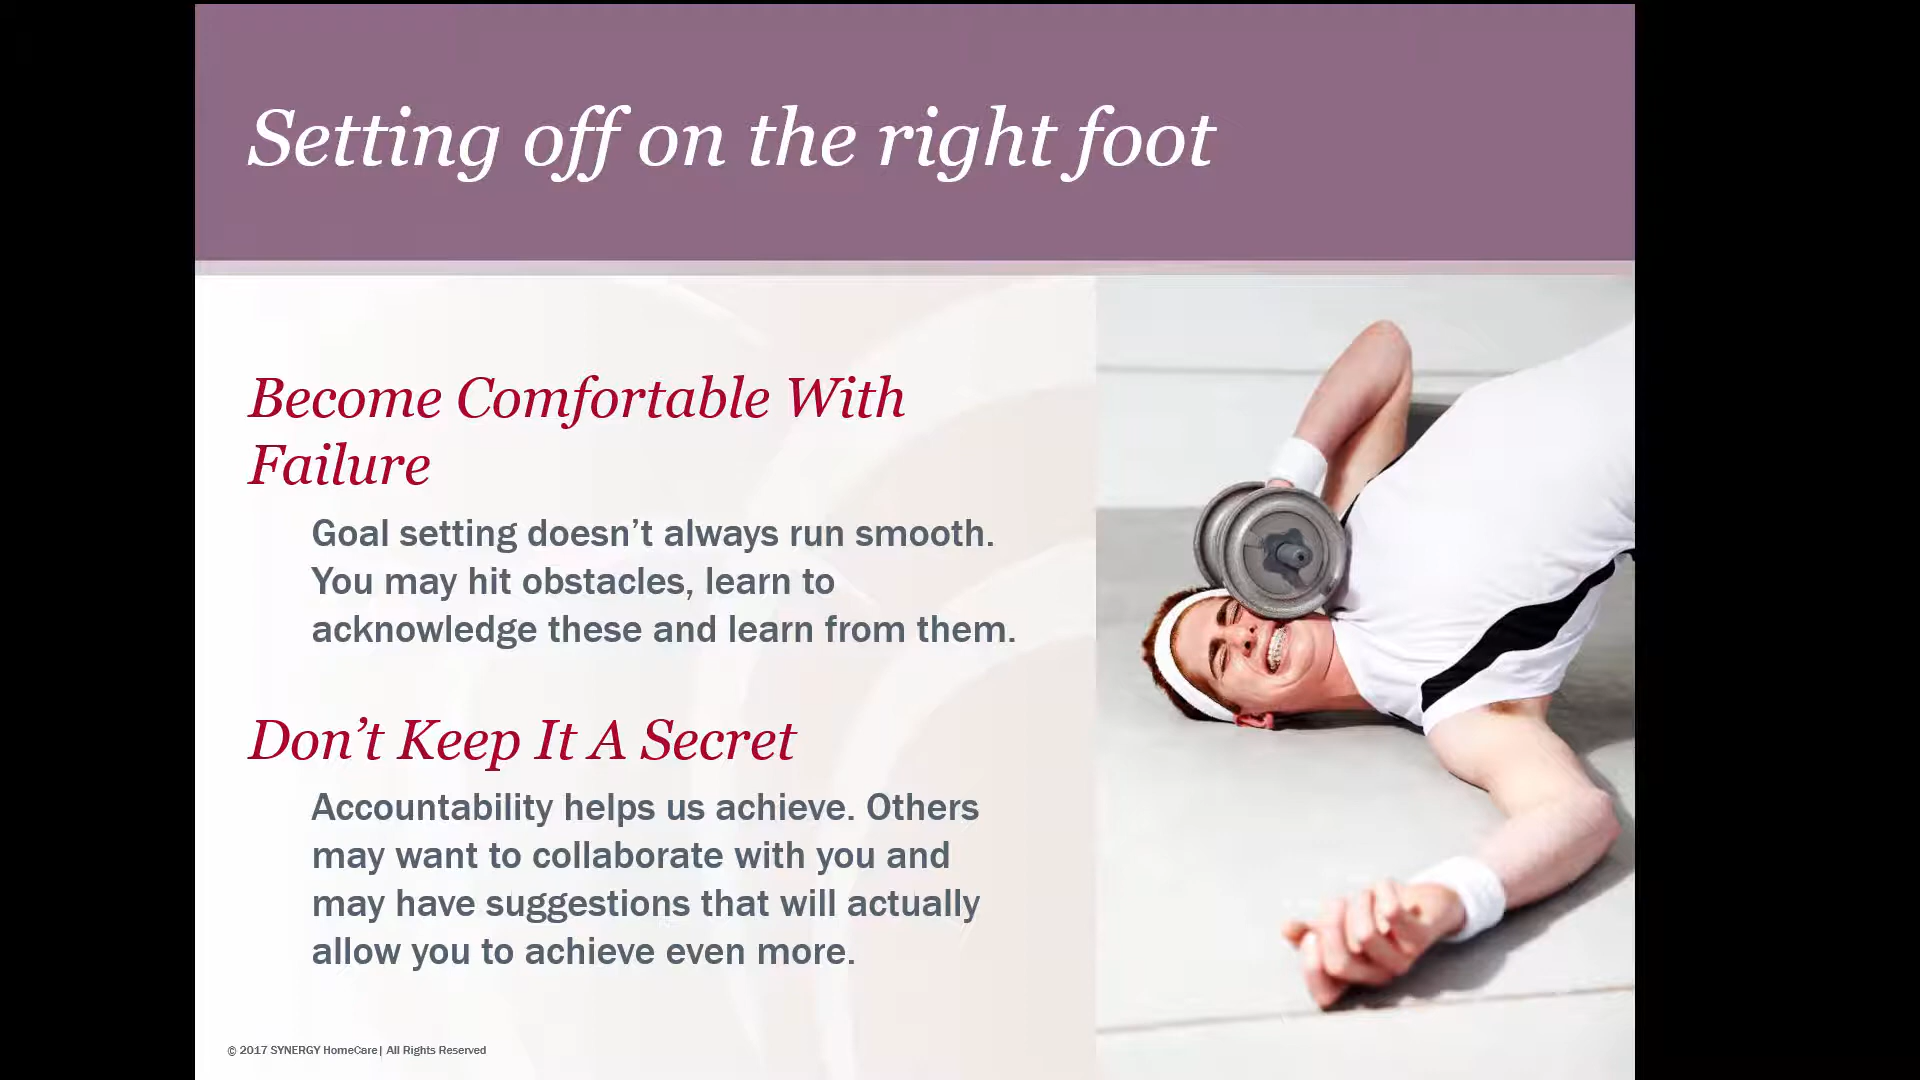 Setting off on the right foot
Become Comfortable With
Failure
Goal setting doesn’t always run smooth.
You may hit obstacles, learn to
acknowledge these and learn from them.
Don’t Keep It A Secret
Accountability helps us achieve. Others
may want to collaborate with you and
may have suggestions that will actually
allow you to achieve even more.
© 2017 SYNERGY HomeCare| All Rights Reserved